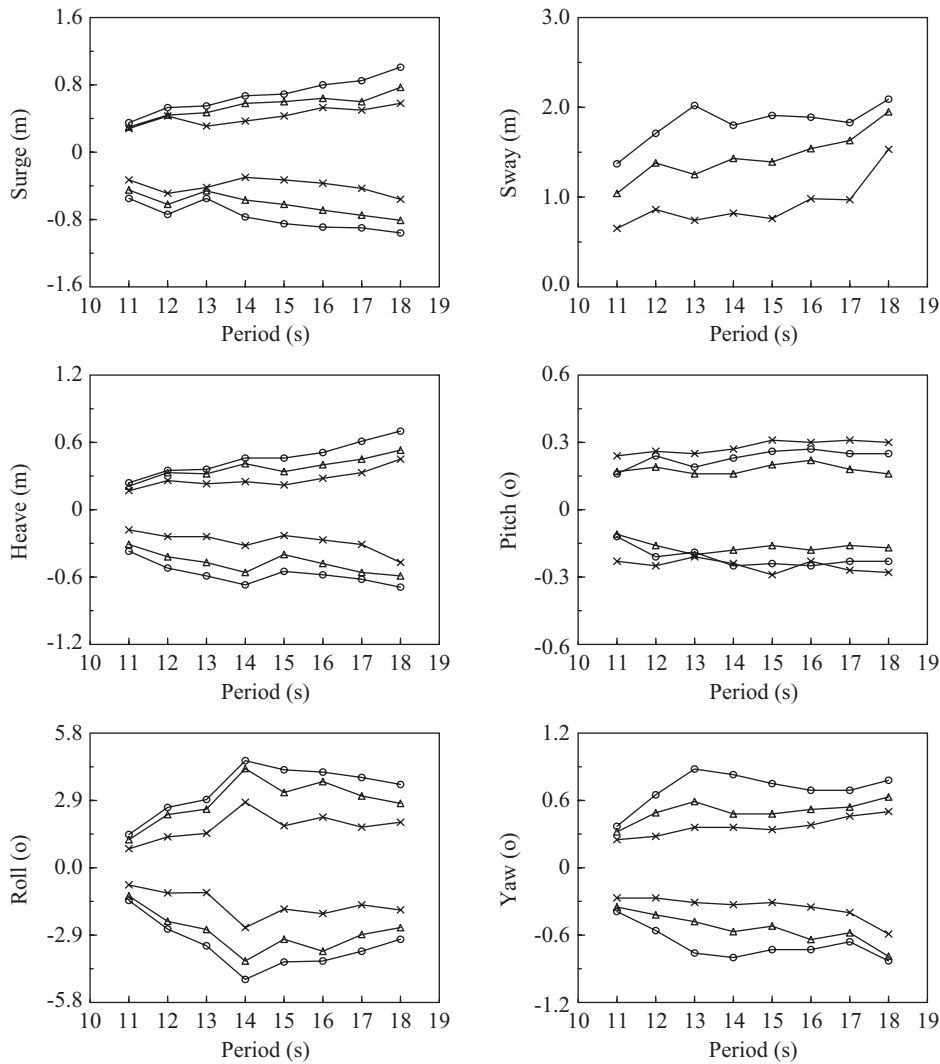 1.6
0.8
0
-0.8
-1.6
Surge (m)
10 11 12 13 14 15 16 17 18 19
Period (s)
3.0
2.0
1.0
0.0
Sway (m)
10 11 12 13 14 15 16 17 18 19
Period (s)
1.2
0.6
0
-0.6
-1.2
Heave (m)
10 11 12 13 14 15 16 17 18 19
Period (s)
0.6
0.3
0
-0.3
-0.6
Pitch (o)
10 11 12 13 14 15 16 17 18 19
Period (s)
5.8
2.9
0.0
-2.9
-5.8
Roll (o)
10 11 12 13 14 15 16 17 18 19
Period (s)
1.2
0.6
0
-0.6
-1.2
Yaw (o)
10 11 12 13 14 15 16 17 18 19
Period (s)